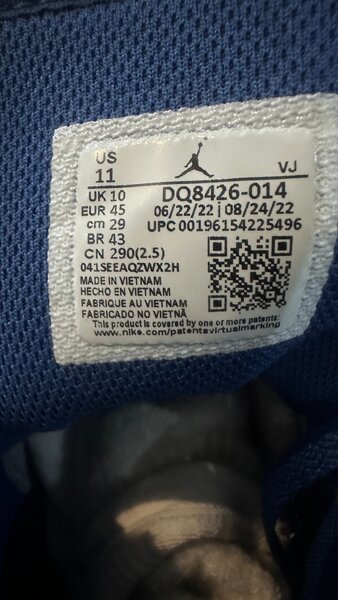 US
11 VJ
UK 10 DQ8426-014
EUR 45 06/22/22 | 08/24/22
cm 29 UPC 00196154225496
BR 43
CN 290(2.5)
041SEEAQZWX2H
MADE IN VIETNAM
HECHO EN VIETNAM
FABRIQUE AU VIETNAM
FABRICADO NO VIETNÃ
This product is covered by one or more patents:
www.nike.com/patentsvirtualmarking